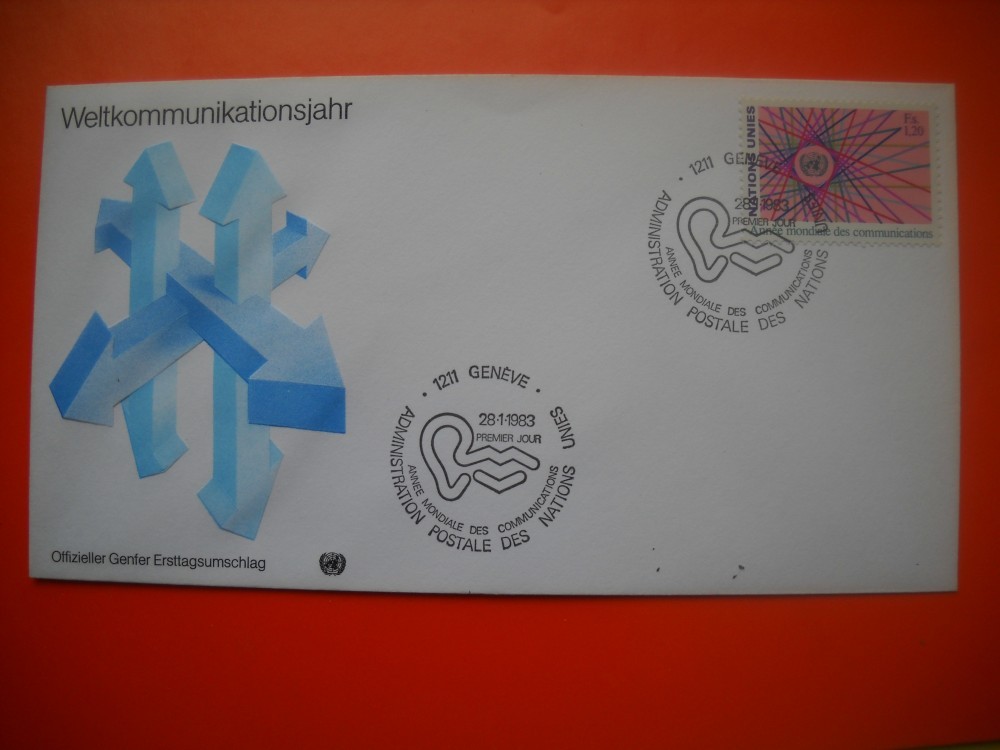 Weltkommunikationsjahr
NATIONS UNIES
Fs.
1,20
Année mondiale des communications
· 1211 GENÈVE ·
ADMINISTRATION POSTALE DES NATIONS UNIES
28·1·1983
PREMIER JOUR
ANNÉE MONDIALE DES COMMUNICATIONS
· 1211 GENÈVE ·
ADMINISTRATION POSTALE DES NATIONS UNIES
28·1·1983
PREMIER JOUR
ANNÉE MONDIALE DES COMMUNICATIONS
Offizieller Genfer Ersttagsumschlag